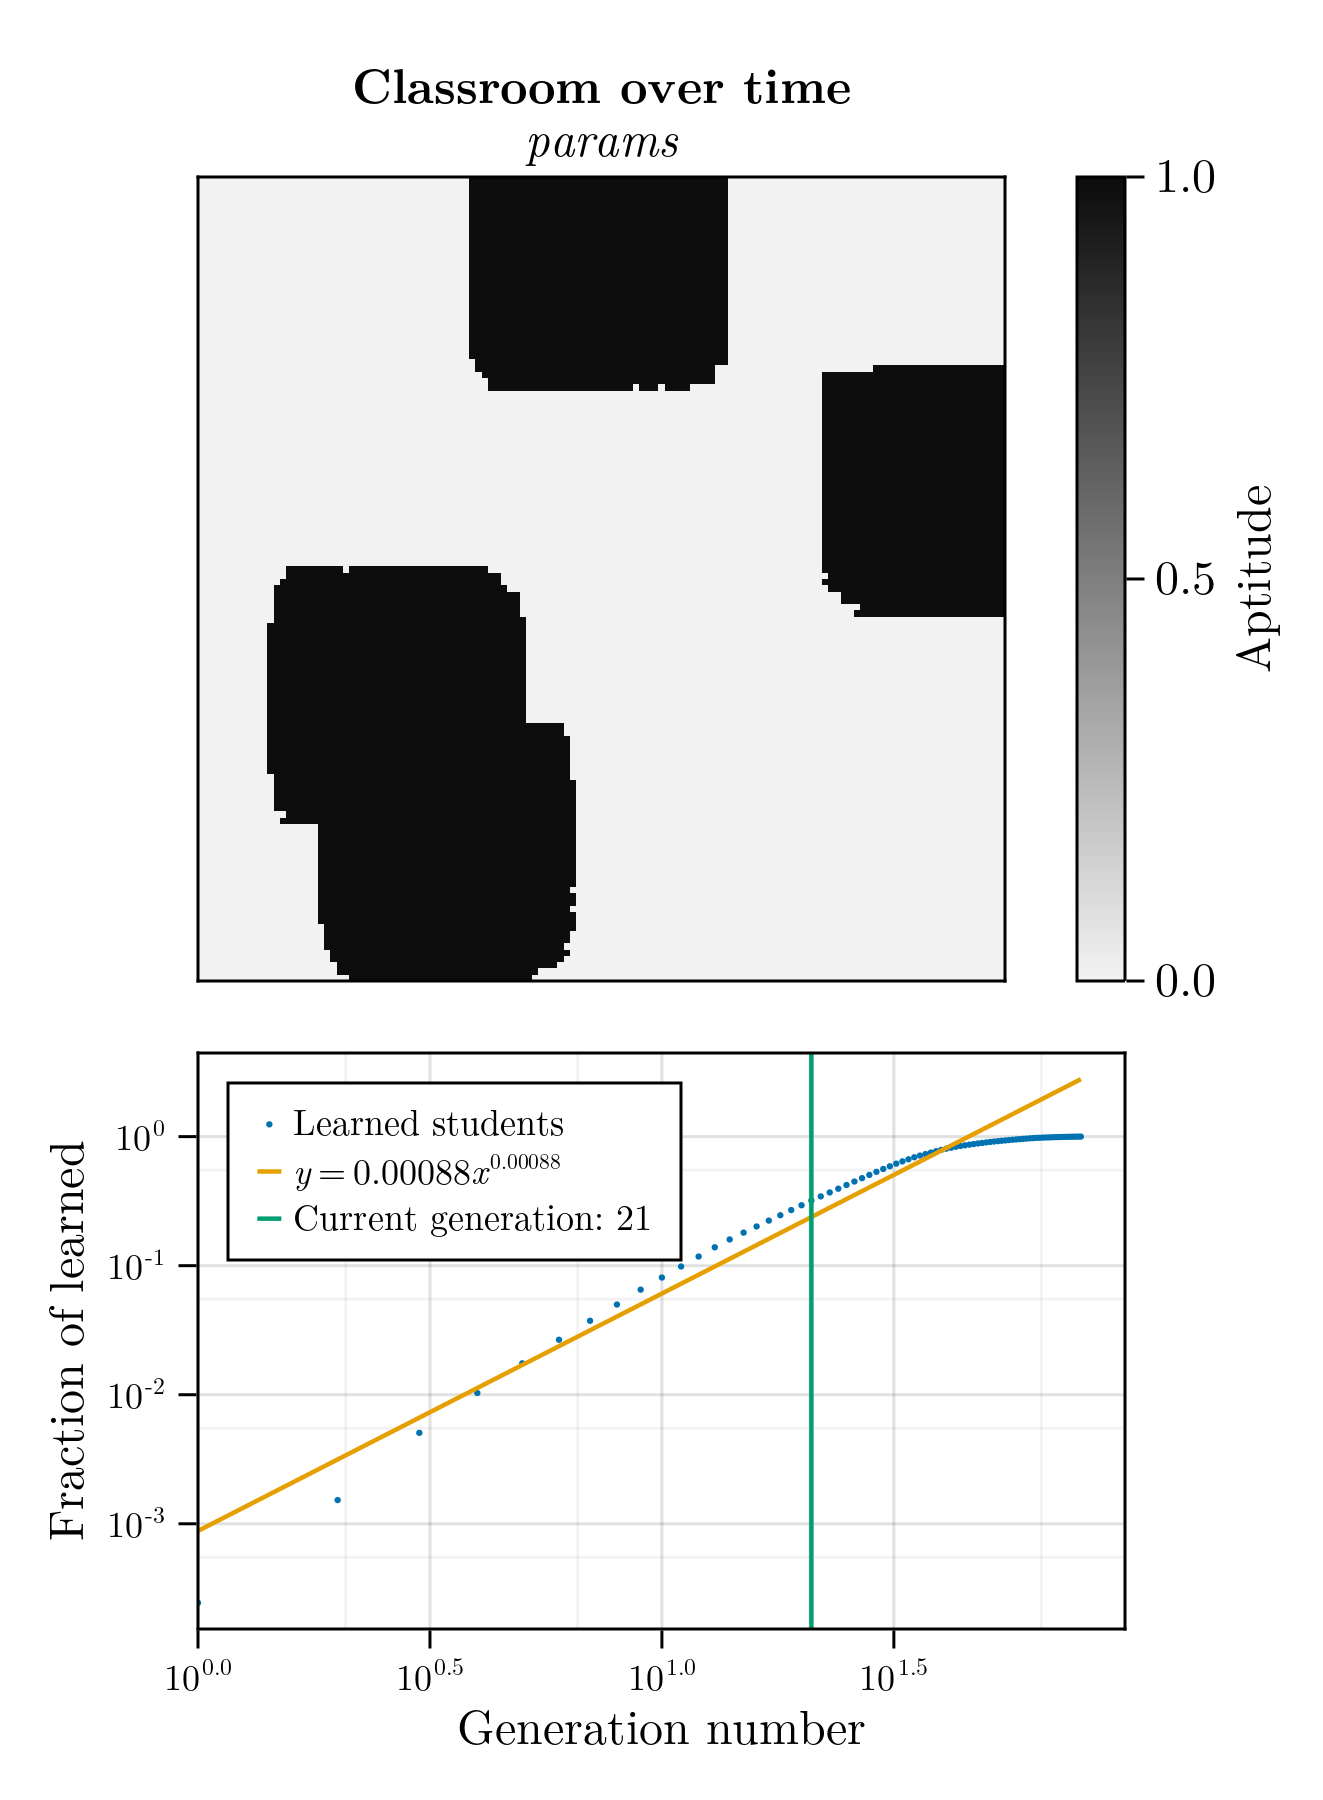 Classroom over time
params
1.0
0.5
0.0
Aptitude
Learned students
y = 0.00088x^0.00088
Current generation: 21
10^0
10^-1
10^-2
10^-3
Fraction of learned
10^0.0 10^0.5 10^1.0 10^1.5
Generation number